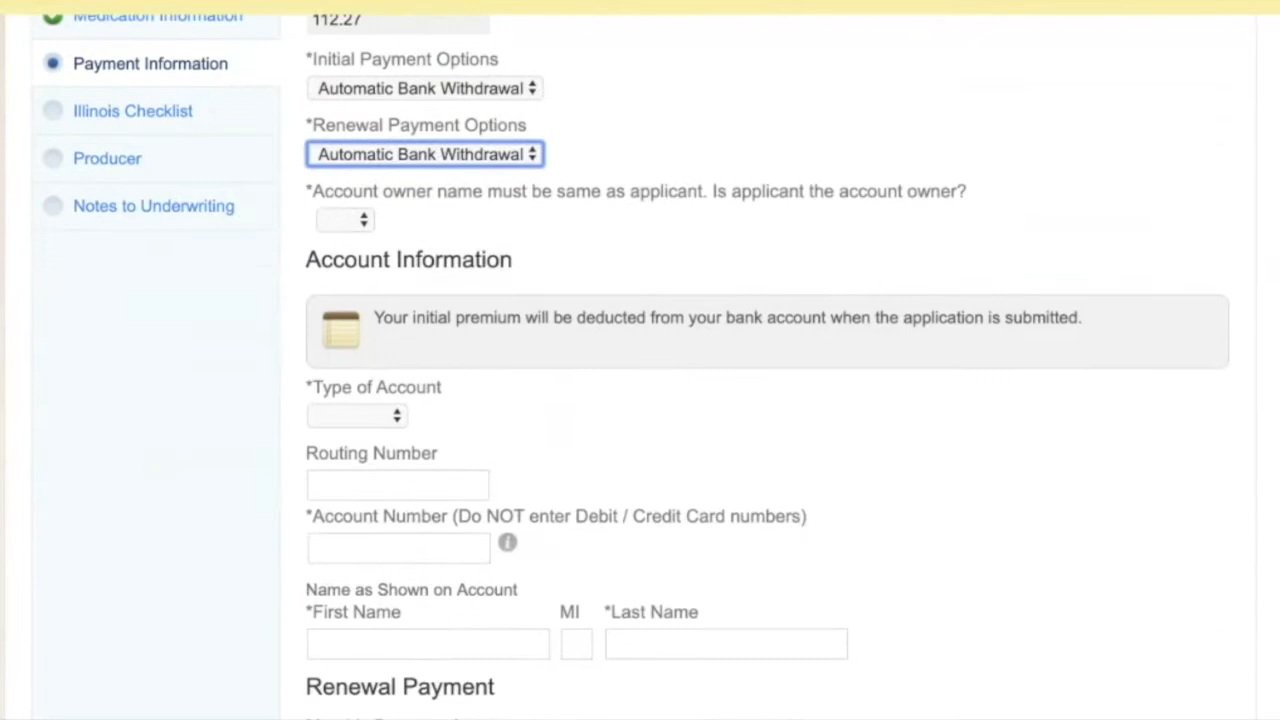 Medication Information
Payment Information
Illinois Checklist
Producer
Notes to Underwriting
112.27
*Initial Payment Options
Automatic Bank Withdrawal
*Renewal Payment Options
Automatic Bank Withdrawal
*Account owner name must be same as applicant. Is applicant the account owner?
Account Information
Your initial premium will be deducted from your bank account when the application is submitted.
*Type of Account
Routing Number
*Account Number (Do NOT enter Debit / Credit Card numbers)
Name as Shown on Account
*First Name MI *Last Name
Renewal Payment